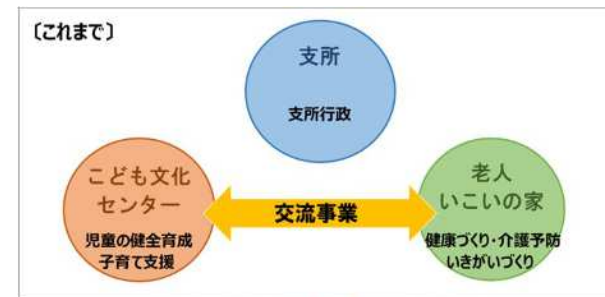 〔これまで〕
支所
支所行政
こども文化
センター
児童の健全育成
子育て支援
交流事業
老人
いこいの家
健康づくり・介護予防
いきがいづくり